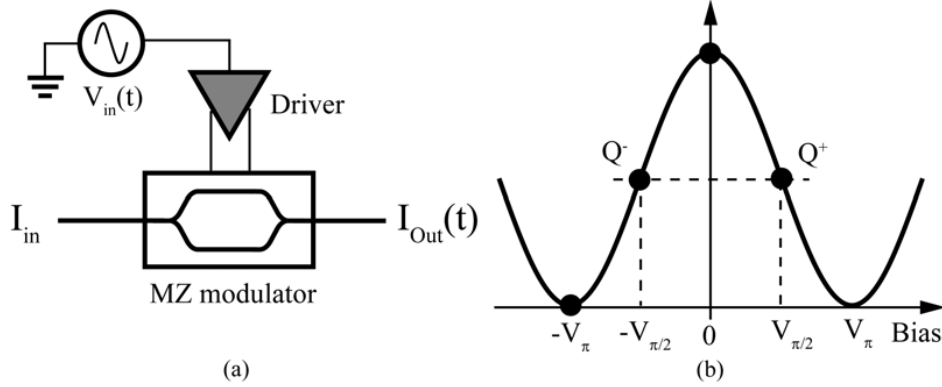 V_in(t)
Driver
I_in
I_Out(t)
MZ modulator
(a)
Q^-
Q^+
-V_π
-V_π/2
0
V_π/2
V_π
Bias
(b)